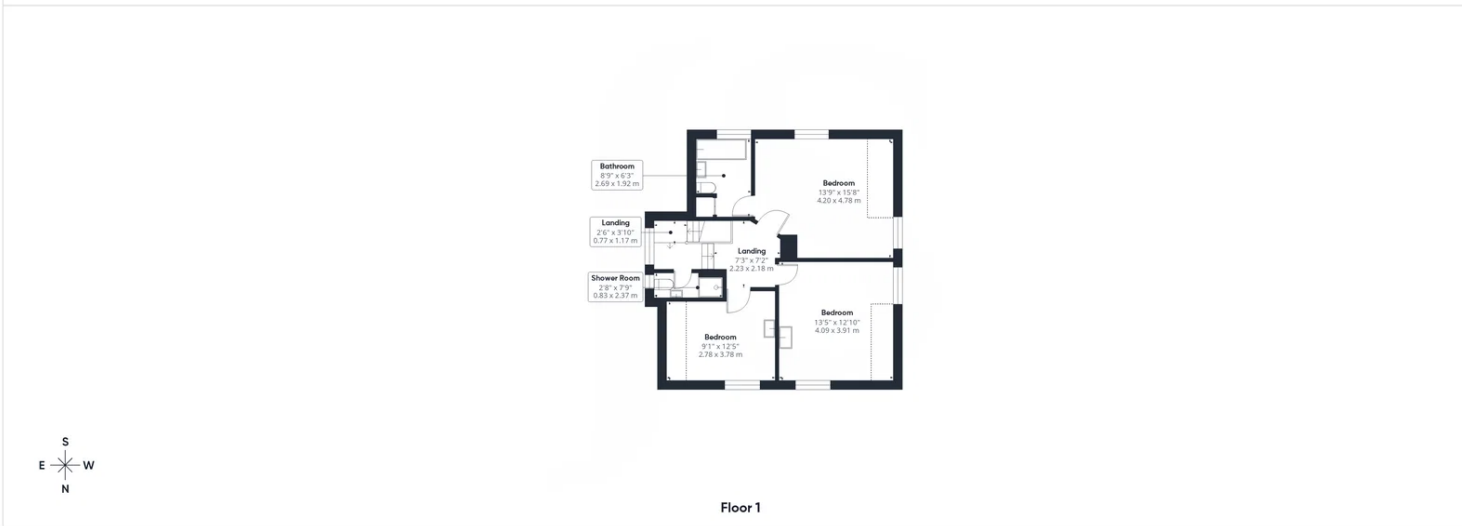 Bathroom
8'9" x 6'3"
2.69 x 1.92 m
Bedroom
13'9" x 15'8"
4.20 x 4.78 m
Landing
2'6" x 3'10"
0.77 x 1.17 m
Landing
7'3" x 7'2"
2.23 x 2.18 m
Shower Room
2'8" x 7'9"
0.83 x 2.37 m
Bedroom
13'5" x 12'10"
4.09 x 3.91 m
Bedroom
9'1" x 12'5"
2.78 x 3.78 m
S
E W
N
Floor 1